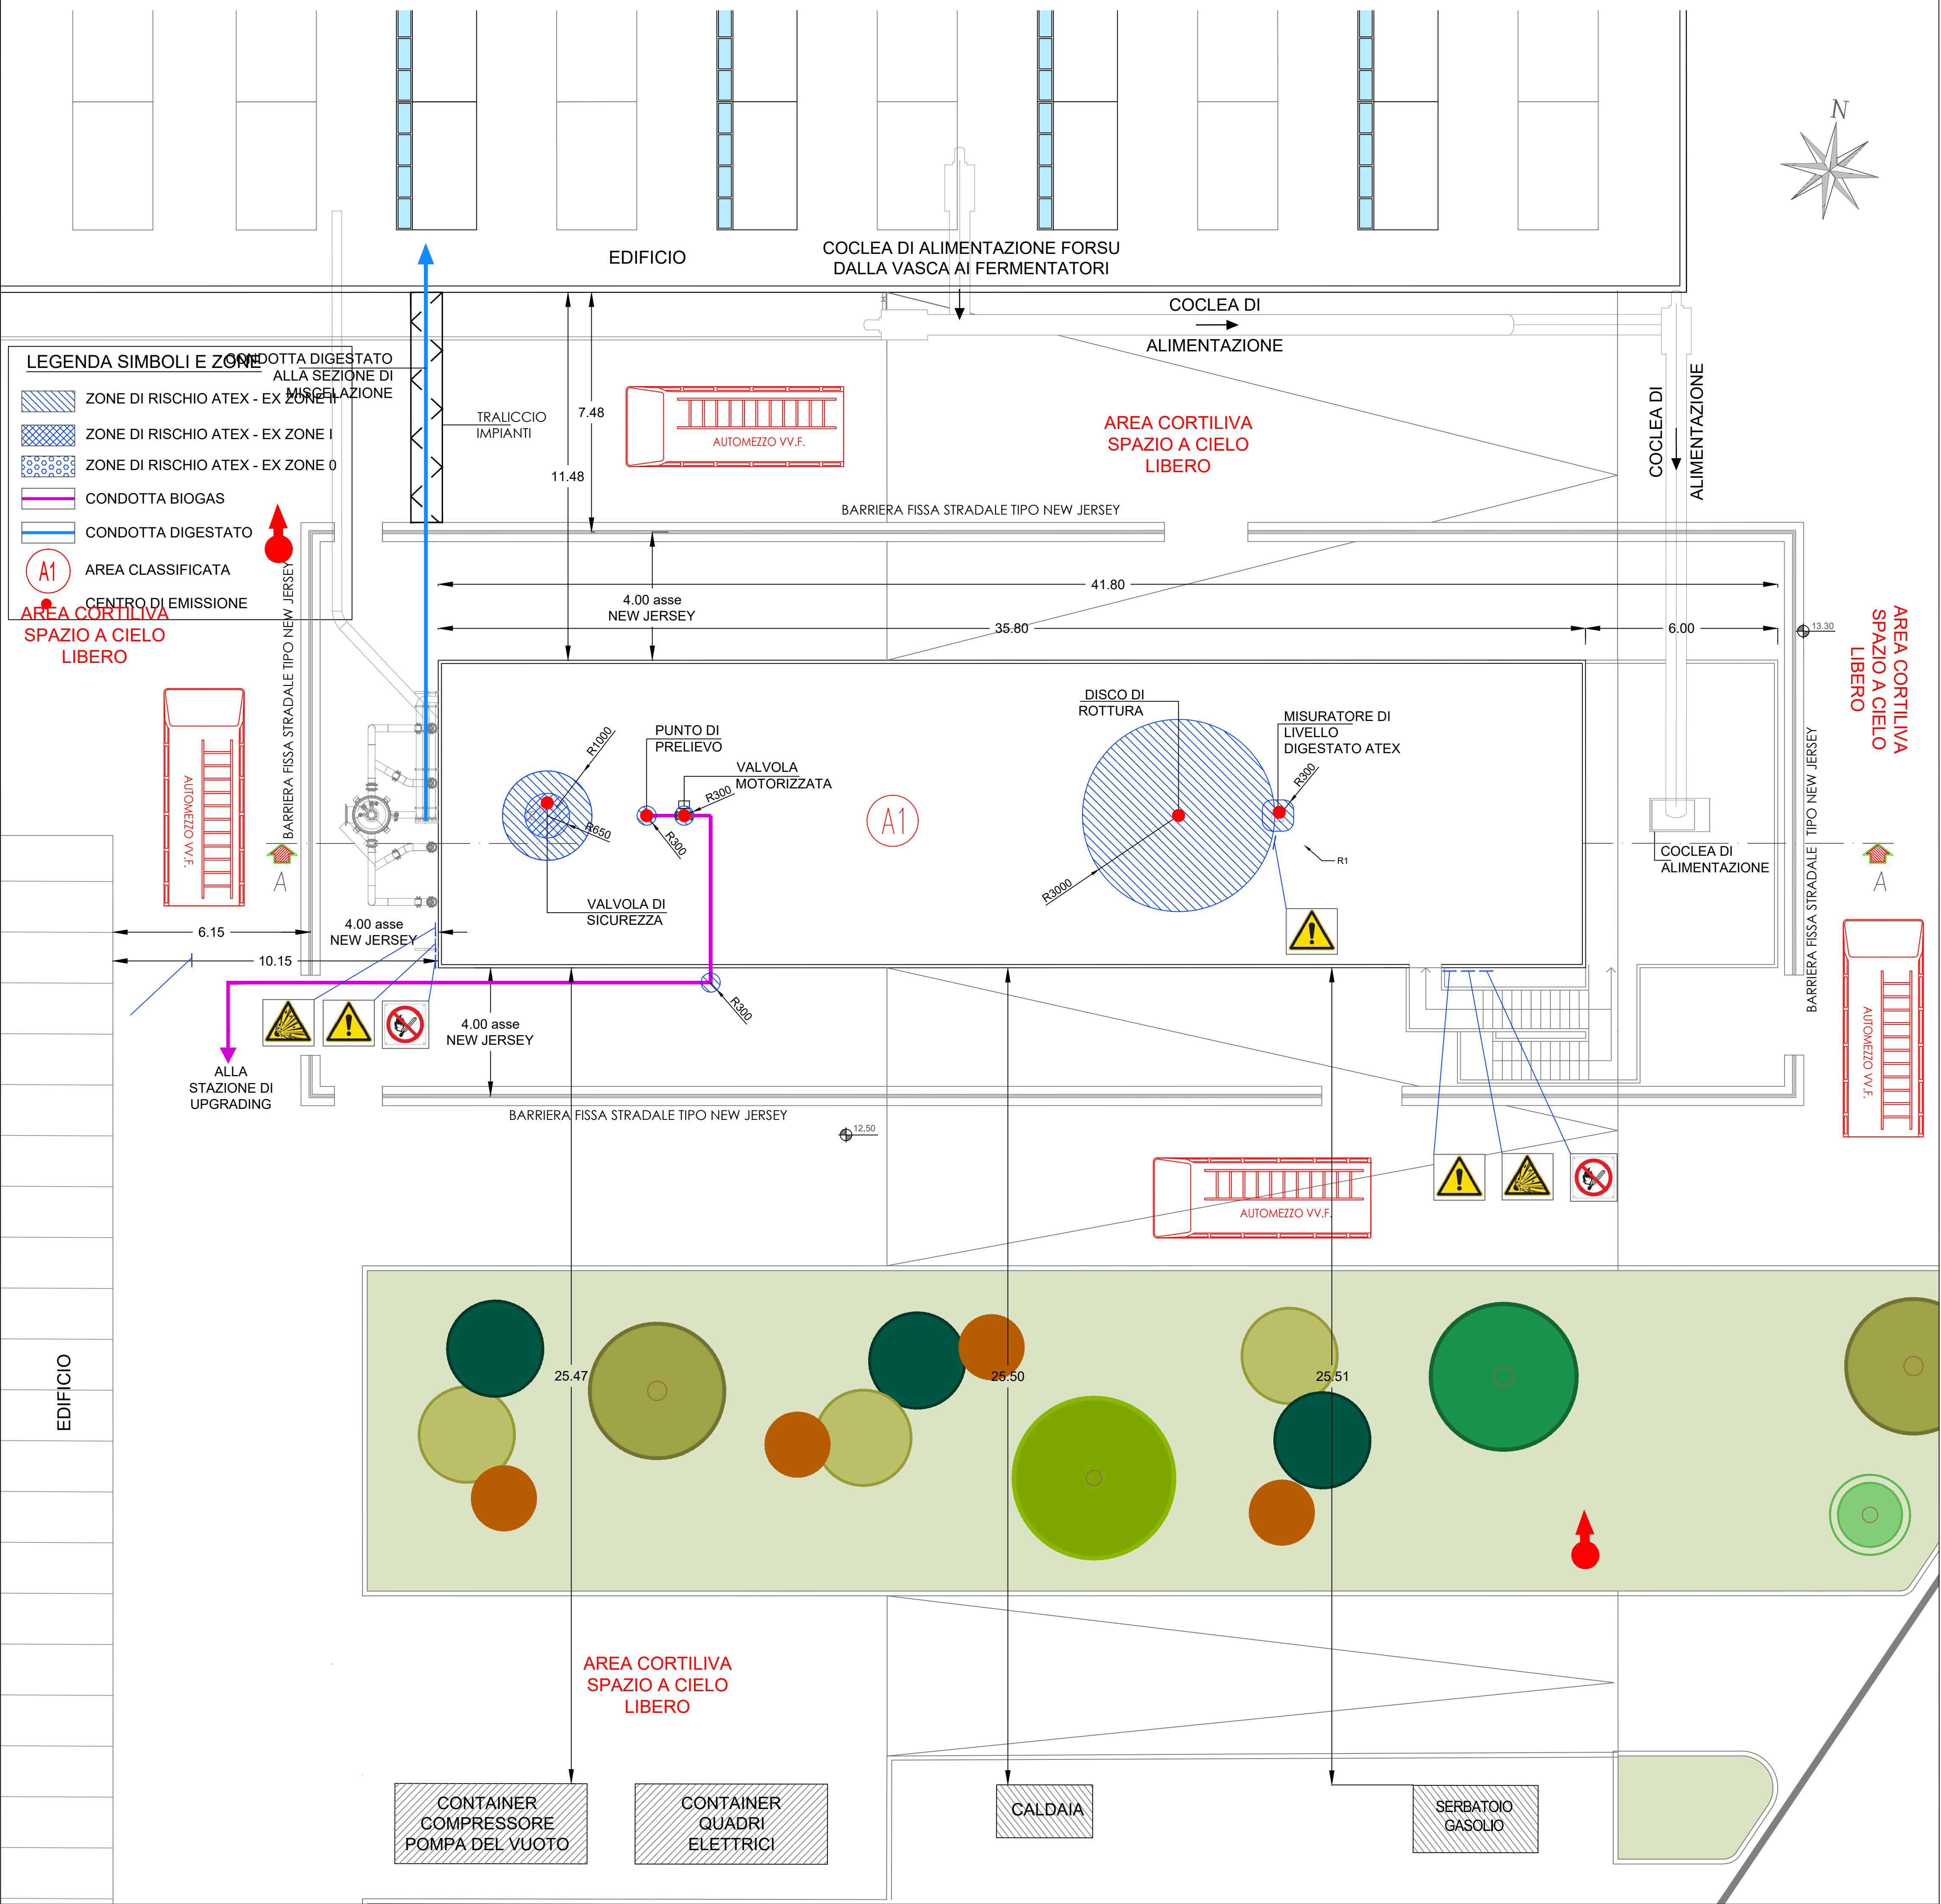 N
EDIFICIO
COCLEA DI ALIMENTAZIONE FORSU
DALLA VASCA AI FERMENTATORI
COCLEA DI
ALIMENTAZIONE
COCLEA DI
ALIMENTAZIONE
LEGENDA SIMBOLI E ZONE
ZONE DI RISCHIO ATEX - EX ZONE II
ZONE DI RISCHIO ATEX - EX ZONE I
ZONE DI RISCHIO ATEX - EX ZONE 0
CONDOTTA BIOGAS
CONDOTTA DIGESTATO
A1
AREA CLASSIFICATA
CENTRO DI EMISSIONE
CONDOTTA DIGESTATO
ALLA SEZIONE DI
MISCELAZIONE
TRALICCIO
IMPIANTI
7.48
11.48
AUTOMEZZO VV.F.
AREA CORTILIVA
SPAZIO A CIELO
LIBERO
BARRIERA FISSA STRADALE TIPO NEW JERSEY
41.80
4.00 asse
NEW JERSEY
35.80
6.00
13.30
AREA CORTILIVA
SPAZIO A CIELO
LIBERO
AREA CORTILIVA
SPAZIO A CIELO
LIBERO
BARRIERA FISSA STRADALE TIPO NEW JERSEY
AUTOMEZZO VV.F.
A
R1000
R650
VALVOLA DI
SICUREZZA
PUNTO DI
PRELIEVO
VALVOLA
MOTORIZZATA
R300
R300
A1
DISCO DI
ROTTURA
MISURATORE DI
LIVELLO
DIGESTATO ATEX
R300
R3000
R1
COCLEA DI
ALIMENTAZIONE
BARRIERA FISSA STRADALE TIPO NEW JERSEY
A
6.15
4.00 asse
NEW JERSEY
10.15
R300
4.00 asse
NEW JERSEY
ALLA
STAZIONE DI
UPGRADING
BARRIERA FISSA STRADALE TIPO NEW JERSEY
12,50
AUTOMEZZO VV.F.
AUTOMEZZO VV.F.
EDIFICIO
25.47
25.50
25.51
AREA CORTILIVA
SPAZIO A CIELO
LIBERO
CONTAINER
COMPRESSORE
POMPA DEL VUOTO
CONTAINER
QUADRI
ELETTRICI
CALDAIA
SERBATOIO
GASOLIO